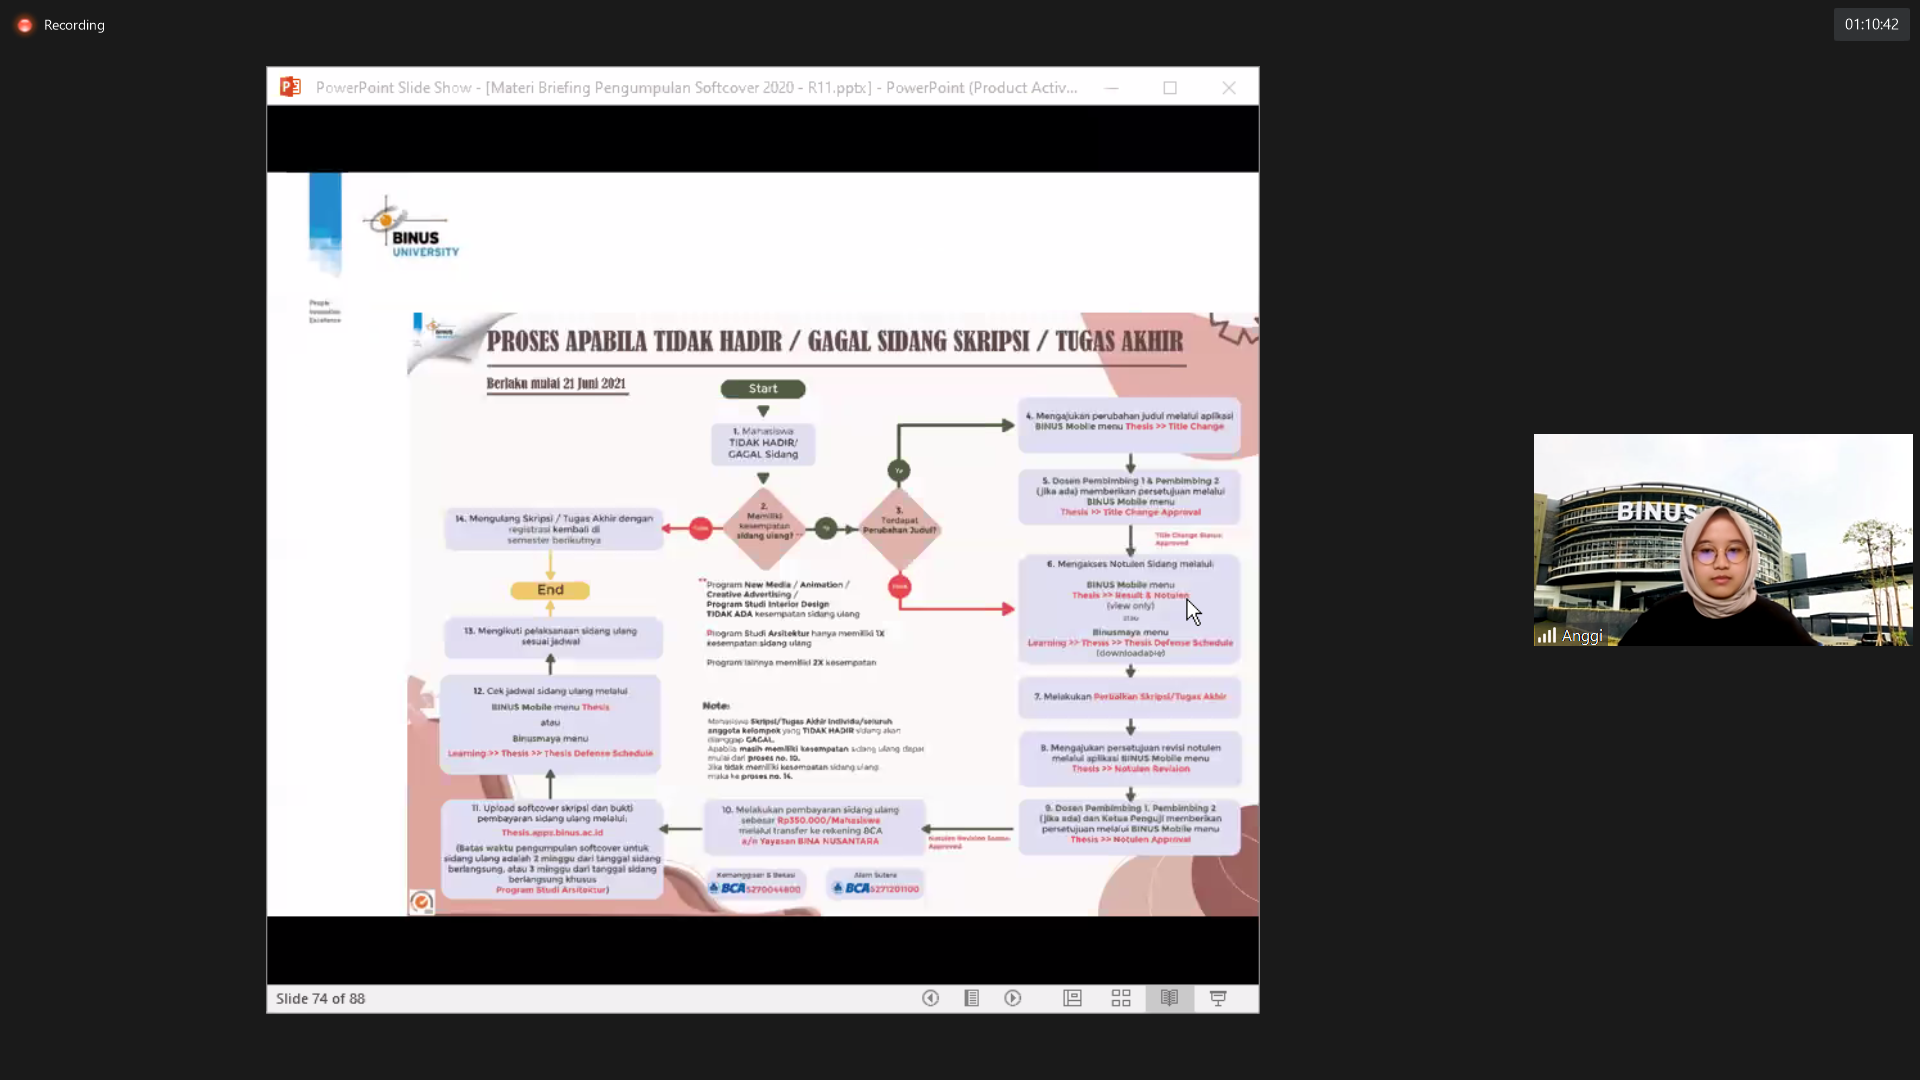 Recording
01:10:42
PowerPoint Slide Show - [Materi Briefing Pengumpulan Softcover 2020 - R11.pptx] - PowerPoint (Product Activ...
BINUS
UNIVERSITY
People
Innovation
Excellence
PROSES APABILA TIDAK HADIR / GAGAL SIDANG SKRIPSI / TUGAS AKHIR
Berlaku mulai 21 Juni 2021
Start
1. Mahasiswa
TIDAK HADIR/
GAGAL Sidang
2.
Memiliki
kesempatan
sidang ulang?
Ya
3.
Terdapat
Perubahan Judul?
Ya
4. Mengajukan perubahan judul melalui aplikasi
BINUS Mobile menu Thesis >> Title Change
5. Dosen Pembimbing 1 & Pembimbing 2
(jika ada) memberikan persetujuan melalui
BINUS Mobile menu
Thesis >> Title Change Approval
Title Change Status:
Approved
6. Mengakses Notulen Sidang melalui:
BINUS Mobile menu
Thesis >> Result & Notulen
(view only)
atau
Binusmaya menu
Learning >> Thesis >> Thesis Defense Schedule
(downloadable)
7. Melakukan Perbaikan Skripsi/Tugas Akhir
8. Mengajukan persetujuan revisi notulen
melalui aplikasi BINUS Mobile menu
Thesis >> Notulen Revision
9. Dosen Pembimbing 1, Pembimbing 2
(jika ada) dan Ketua Penguji memberikan
persetujuan melalui BINUS Mobile menu
Thesis >> Notulen Approval
Notulen Revision Status:
Approved
10. Melakukan pembayaran sidang ulang
sebesar Rp350.000/Mahasiswa
melalui transfer ke rekening BCA
a/n Yayasan BINA NUSANTARA
Kemanggisan & Bekasi
BCA 5270044800
Alam Sutera
BCA 5271201100
11. Upload softcover skripsi dan bukti
pembayaran sidang ulang melalui:
Thesis.apps.binus.ac.id
(Batas waktu pengumpulan softcover untuk
sidang ulang adalah 2 minggu dari tanggal sidang
berlangsung, atau 3 minggu dari tanggal sidang
berlangsung khusus
Program Studi Arsitektur)
12. Cek jadwal sidang ulang melalui
BINUS Mobile menu Thesis
atau
Binusmaya menu
Learning >> Thesis >> Thesis Defense Schedule
13. Mengikuti pelaksanaan sidang ulang
sesuai jadwal
End
14. Mengulang Skripsi / Tugas Akhir dengan
registrasi kembali di
semester berikutnya
**Program New Media / Animation /
Creative Advertising /
Program Studi Interior Design
TIDAK ADA kesempatan sidang ulang
Program Studi Arsitektur hanya memiliki 1X
kesempatan sidang ulang
Program lainnya memiliki 2X kesempatan
Note:
Mahasiswa Skripsi/Tugas Akhir Individu/seluruh
anggota kelompok yang TIDAK HADIR sidang akan
dianggap GAGAL.
Apabila masih memiliki kesempatan sidang ulang dapat
mulai dari proses no. 10.
Jika tidak memiliki kesempatan sidang ulang
maka ke proses no. 14.
Slide 74 of 88
BINUS
Anggi